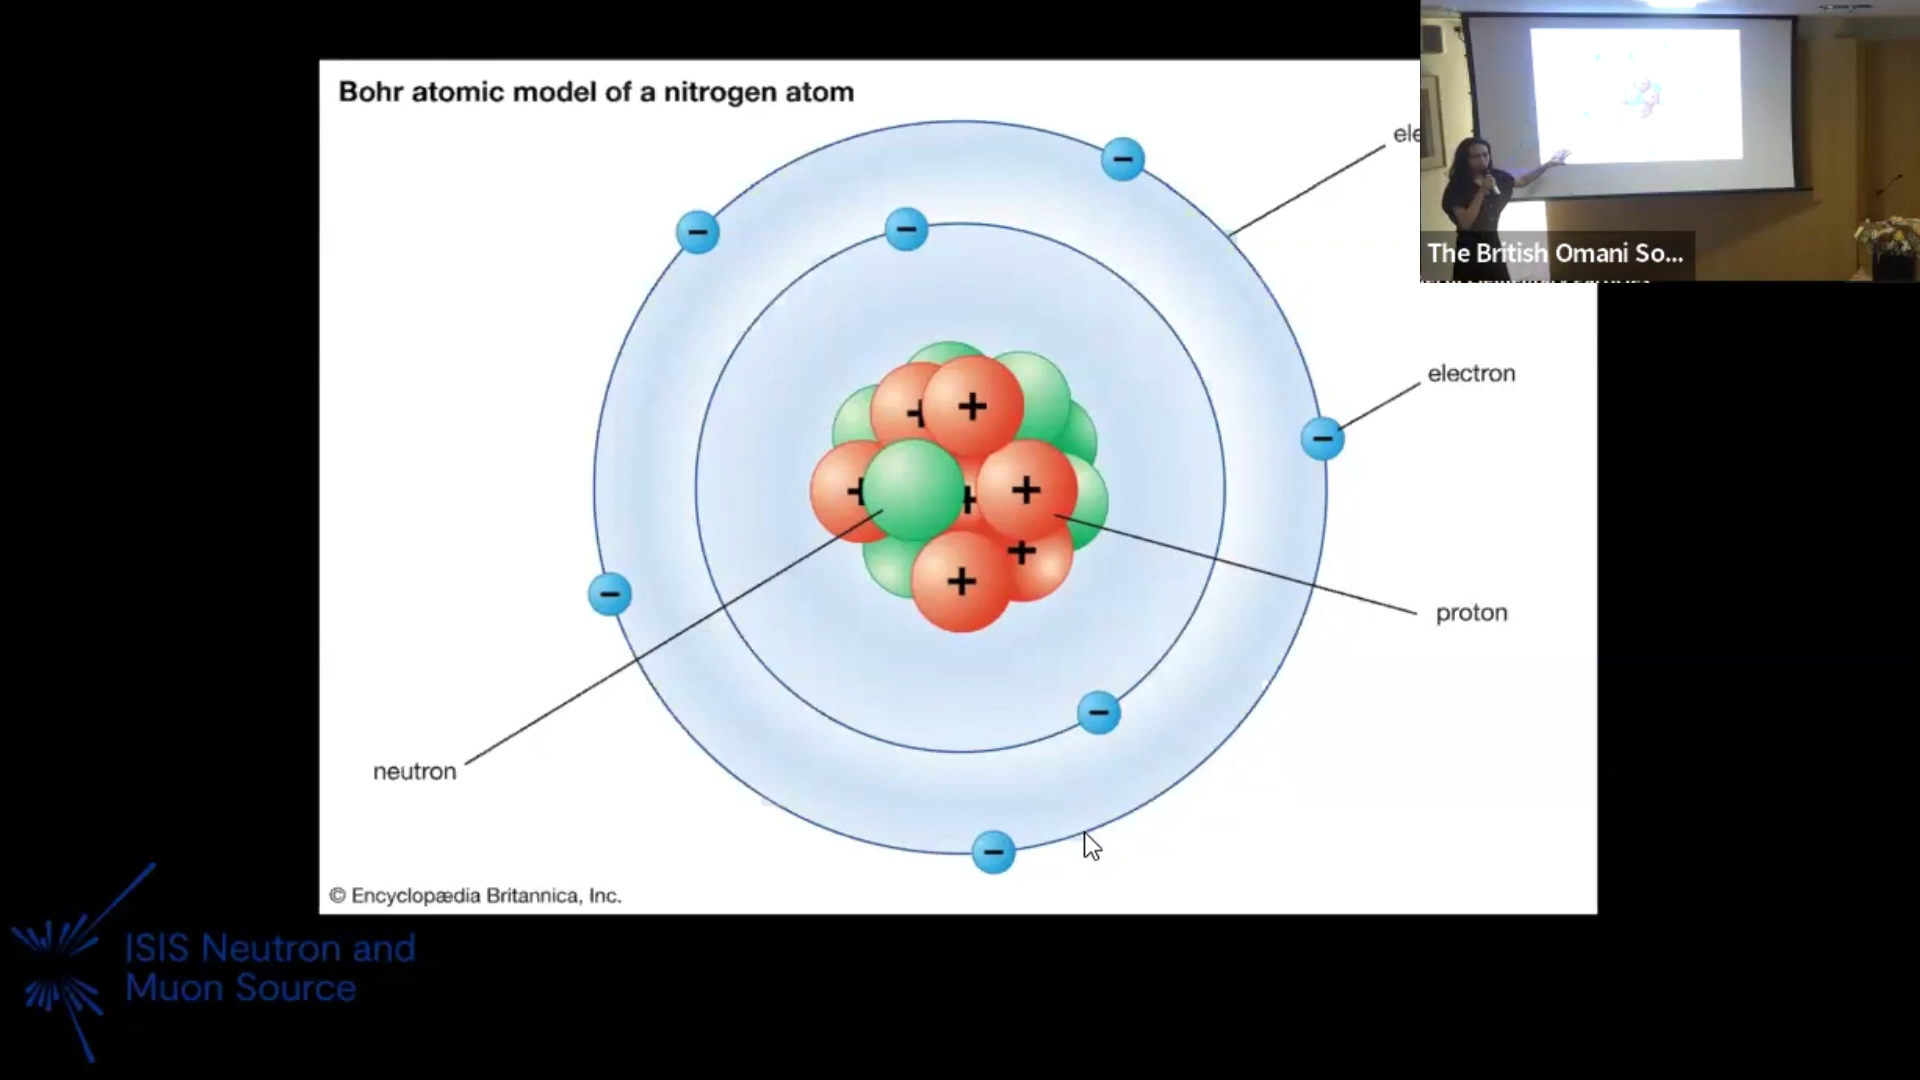 Bohr atomic model of a nitrogen atom
The British Omani So...
electron
proton
neutron
© Encyclopædia Britannica, Inc.
ISIS Neutron and
Muon Source